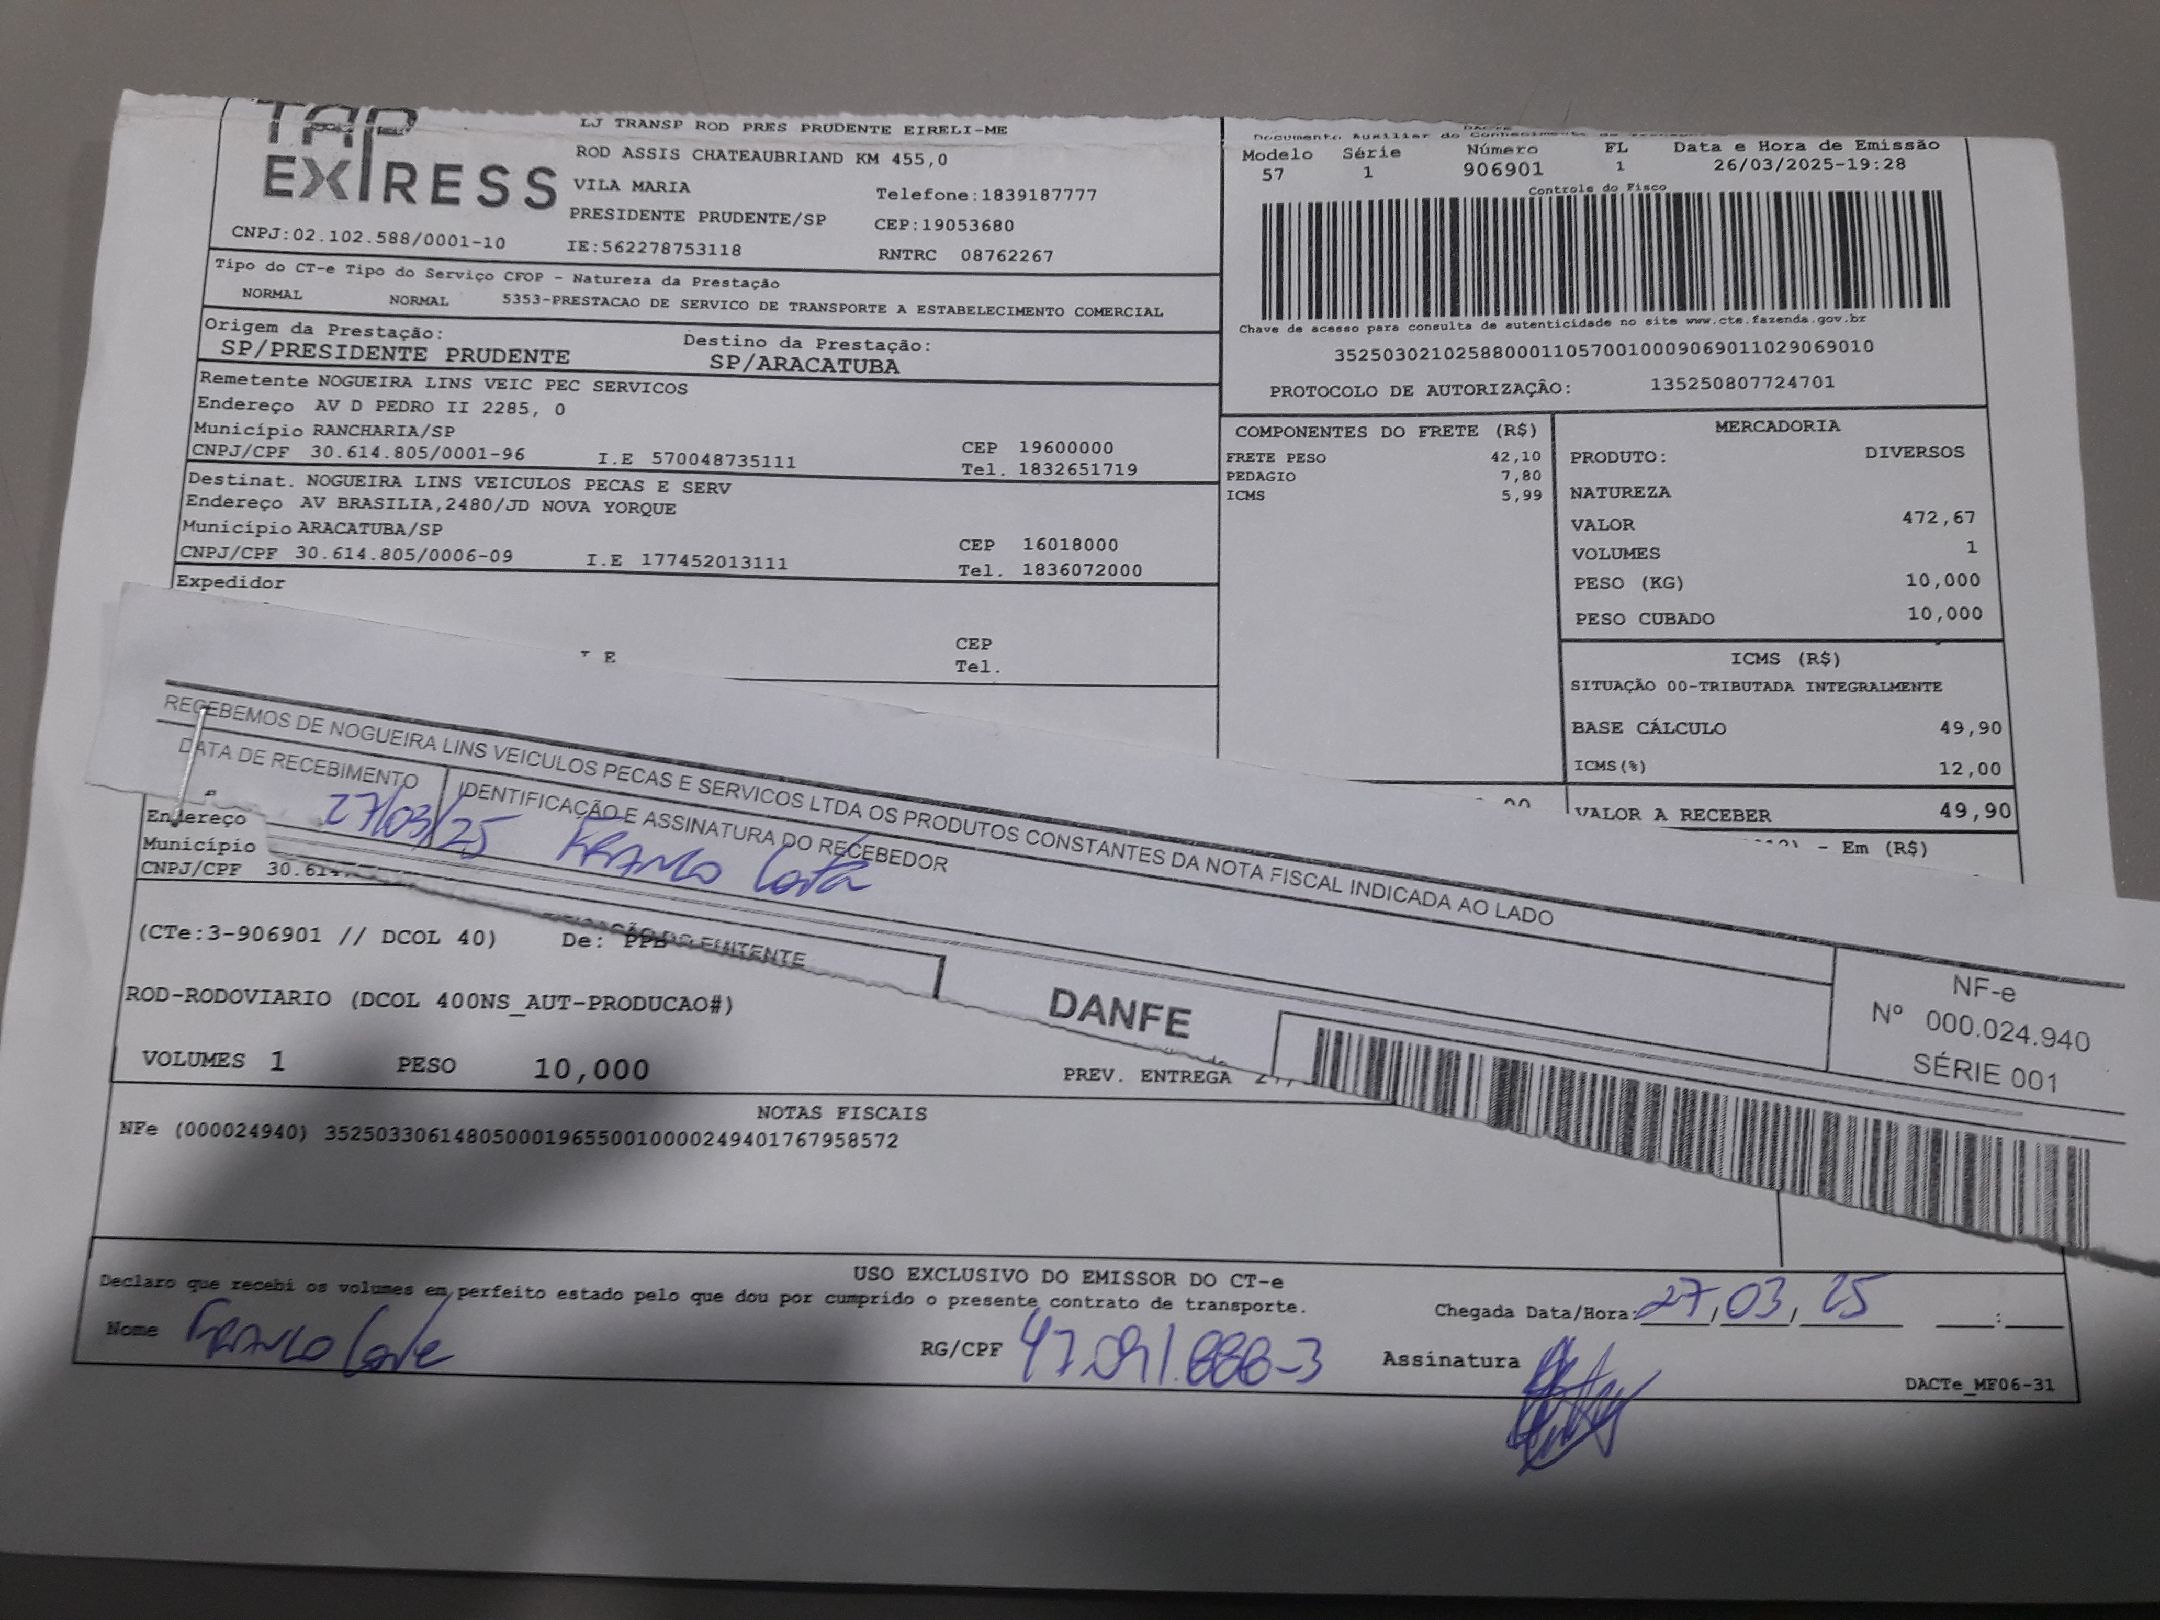 TAP
EXPRESS
LJ TRANSP ROD PRES PRUDENTE EIRELI-ME
ROD ASSIS CHATEAUBRIAND KM 455,0
VILA MARIA Telefone:1839187777
PRESIDENTE PRUDENTE/SP CEP:19053680
CNPJ:02.102.588/0001-10 IE:562278753118 RNTRC 08762267
Documento Auxiliar do Conhecimento de
Modelo Série Número FL Data e Hora de Emissão
57 1 906901 1 26/03/2025-19:28
Controle do Fisco
Chave de acesso para consulta de autenticidade no site www.cte.fazenda.gov.br
35250302102588000110570010009069011029069010
PROTOCOLO DE AUTORIZAÇÃO: 135250807724701
Tipo do CT-e Tipo do Serviço CFOP - Natureza da Prestação
NORMAL NORMAL 5353-PRESTACAO DE SERVICO DE TRANSPORTE A ESTABELECIMENTO COMERCIAL
Origem da Prestação: Destino da Prestação:
SP/PRESIDENTE PRUDENTE SP/ARACATUBA
Remetente NOGUEIRA LINS VEIC PEC SERVICOS
Endereço AV D PEDRO II 2285, 0
Município RANCHARIA/SP CEP 19600000
CNPJ/CPF 30.614.805/0001-96 I.E 570048735111 Tel. 1832651719
Destinat. NOGUEIRA LINS VEICULOS PECAS E SERV
Endereço AV BRASILIA,2480/JD NOVA YORQUE
Município ARACATUBA/SP CEP 16018000
CNPJ/CPF 30.614.805/0006-09 I.E 177452013111 Tel. 1836072000
Expedidor
CEP
Tel.
COMPONENTES DO FRETE (R$)
FRETE PESO 42,10
PEDAGIO 7,80
ICMS 5,99
MERCADORIA
PRODUTO: DIVERSOS
NATUREZA
VALOR 472,67
VOLUMES 1
PESO (KG) 10,000
PESO CUBADO 10,000
ICMS (R$)
SITUAÇÃO 00-TRIBUTADA INTEGRALMENTE
BASE CÁLCULO 49,90
ICMS(%) 12,00
VALOR A RECEBER 49,90
- Em (R$)
RECEBEMOS DE NOGUEIRA LINS VEICULOS PECAS E SERVICOS LTDA OS PRODUTOS CONSTANTES DA NOTA FISCAL INDICADA AO LADO
DATA DE RECEBIMENTO IDENTIFICAÇÃO E ASSINATURA DO RECEBEDOR
27/03/25 FRANCO
NF-e
Nº 000.024.940
SÉRIE 001
EMITENTE
DANFE
Endereço
Município
CNPJ/CPF 30.61
(CTe:3-906901 // DCOL 40) De: PPB
ROD-RODOVIARIO (DCOL 400NS_AUT-PRODUCAO#)
VOLUMES 1 PESO 10,000 PREV. ENTREGA
NOTAS FISCAIS
NFe (000024940) 35250330614805000196550010000249401767958572
USO EXCLUSIVO DO EMISSOR DO CT-e
Declaro que recebi os volumes em perfeito estado pelo que dou por cumprido o presente contrato de transporte.
Chegada Data/Hora: 27/03/25 :
Nome FRANCO RG/CPF 47.091.888-3 Assinatura
DACTe_MF06-31